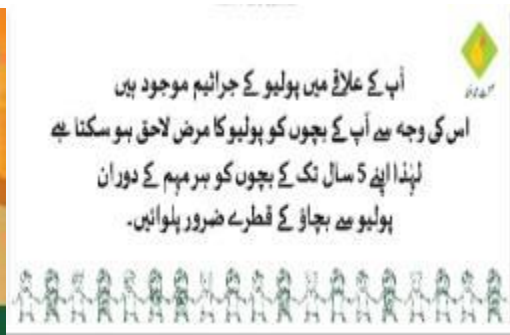 آپ کے علاقے میں پولیو کے جراثیم موجود ہیں
اس کی وجہ سے آپ کے بچوں کو پولیو کا مرض لاحق ہو سکتا ہے
لہٰذا اپنے 5 سال تک کے بچوں کو ہر مہم کے دوران
پولیو سے بچاؤ کے قطرے ضرور پلوائیں۔